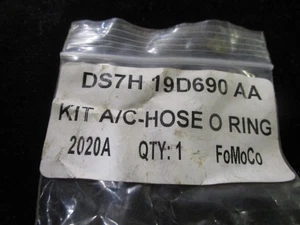 DS7H 19D690 AA
KIT A/C-HOSE O RING
2020A QTY: 1 FoMoCo